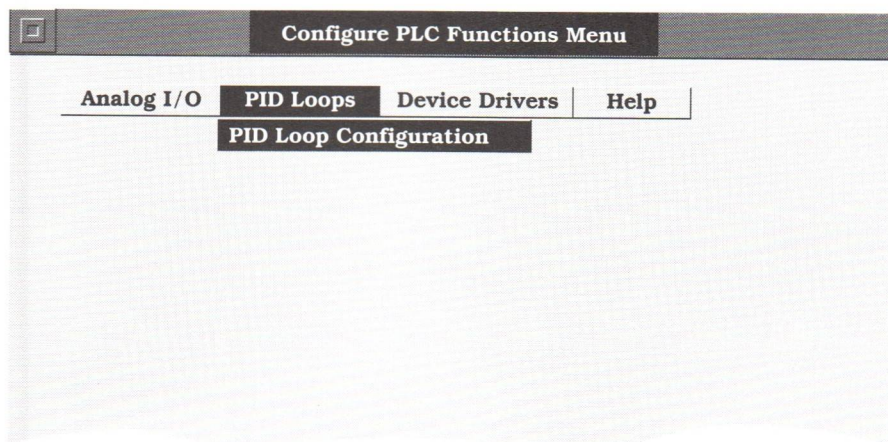 Configure PLC Functions Menu
Analog I/O PID Loops Device Drivers Help
PID Loop Configuration